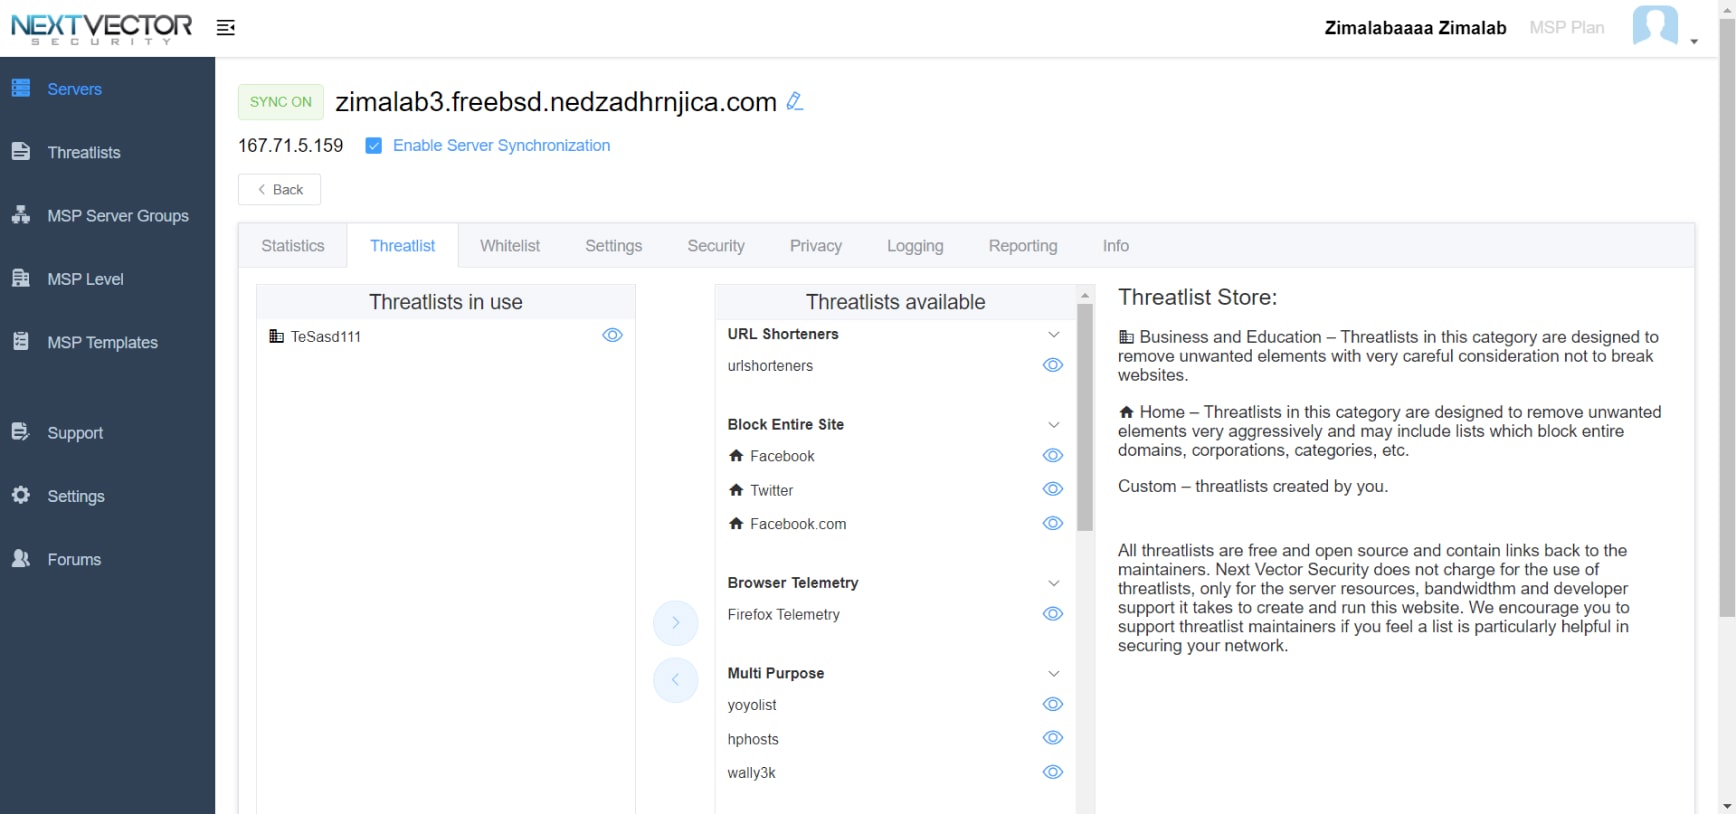 NEXTVECTOR
SECURITY
Zimalabaaaa Zimalab
MSP Plan
Servers
Threatlists
MSP Server Groups
MSP Level
MSP Templates
Support
Settings
Forums
SYNC ON
zimalab3.freebsd.nedzadhrnjica.com
167.71.5.159
Enable Server Synchronization
Back
Statistics
Threatlist
Whitelist
Settings
Security
Privacy
Logging
Reporting
Info
Threatlists in use
TeSasd111
Threatlists available
URL Shorteners
urlshorteners
Block Entire Site
Facebook
Twitter
Facebook.com
Browser Telemetry
Firefox Telemetry
Multi Purpose
yoyolist
hphosts
wally3k
Threatlist Store:
Business and Education – Threatlists in this category are designed to
remove unwanted elements with very careful consideration not to break
websites.
Home – Threatlists in this category are designed to remove unwanted
elements very aggressively and may include lists which block entire
domains, corporations, categories, etc.
Custom – threatlists created by you.
All threatlists are free and open source and contain links back to the
maintainers. Next Vector Security does not charge for the use of
threatlists, only for the server resources, bandwidthm and developer
support it takes to create and run this website. We encourage you to
support threatlist maintainers if you feel a list is particularly helpful in
securing your network.